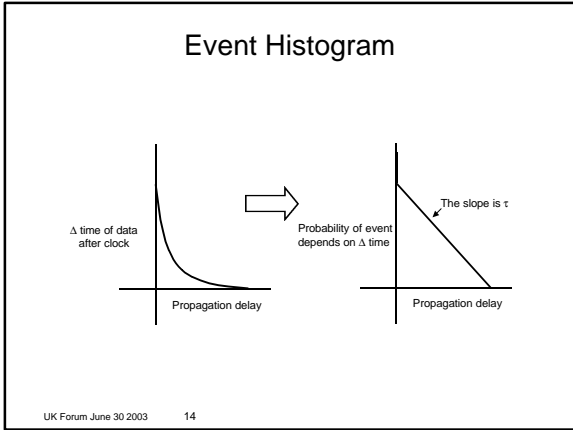 Event Histogram
Δ time of data
after clock
Propagation delay
Probability of event
depends on Δ time
The slope is τ
Propagation delay
UK Forum June 30 2003 14